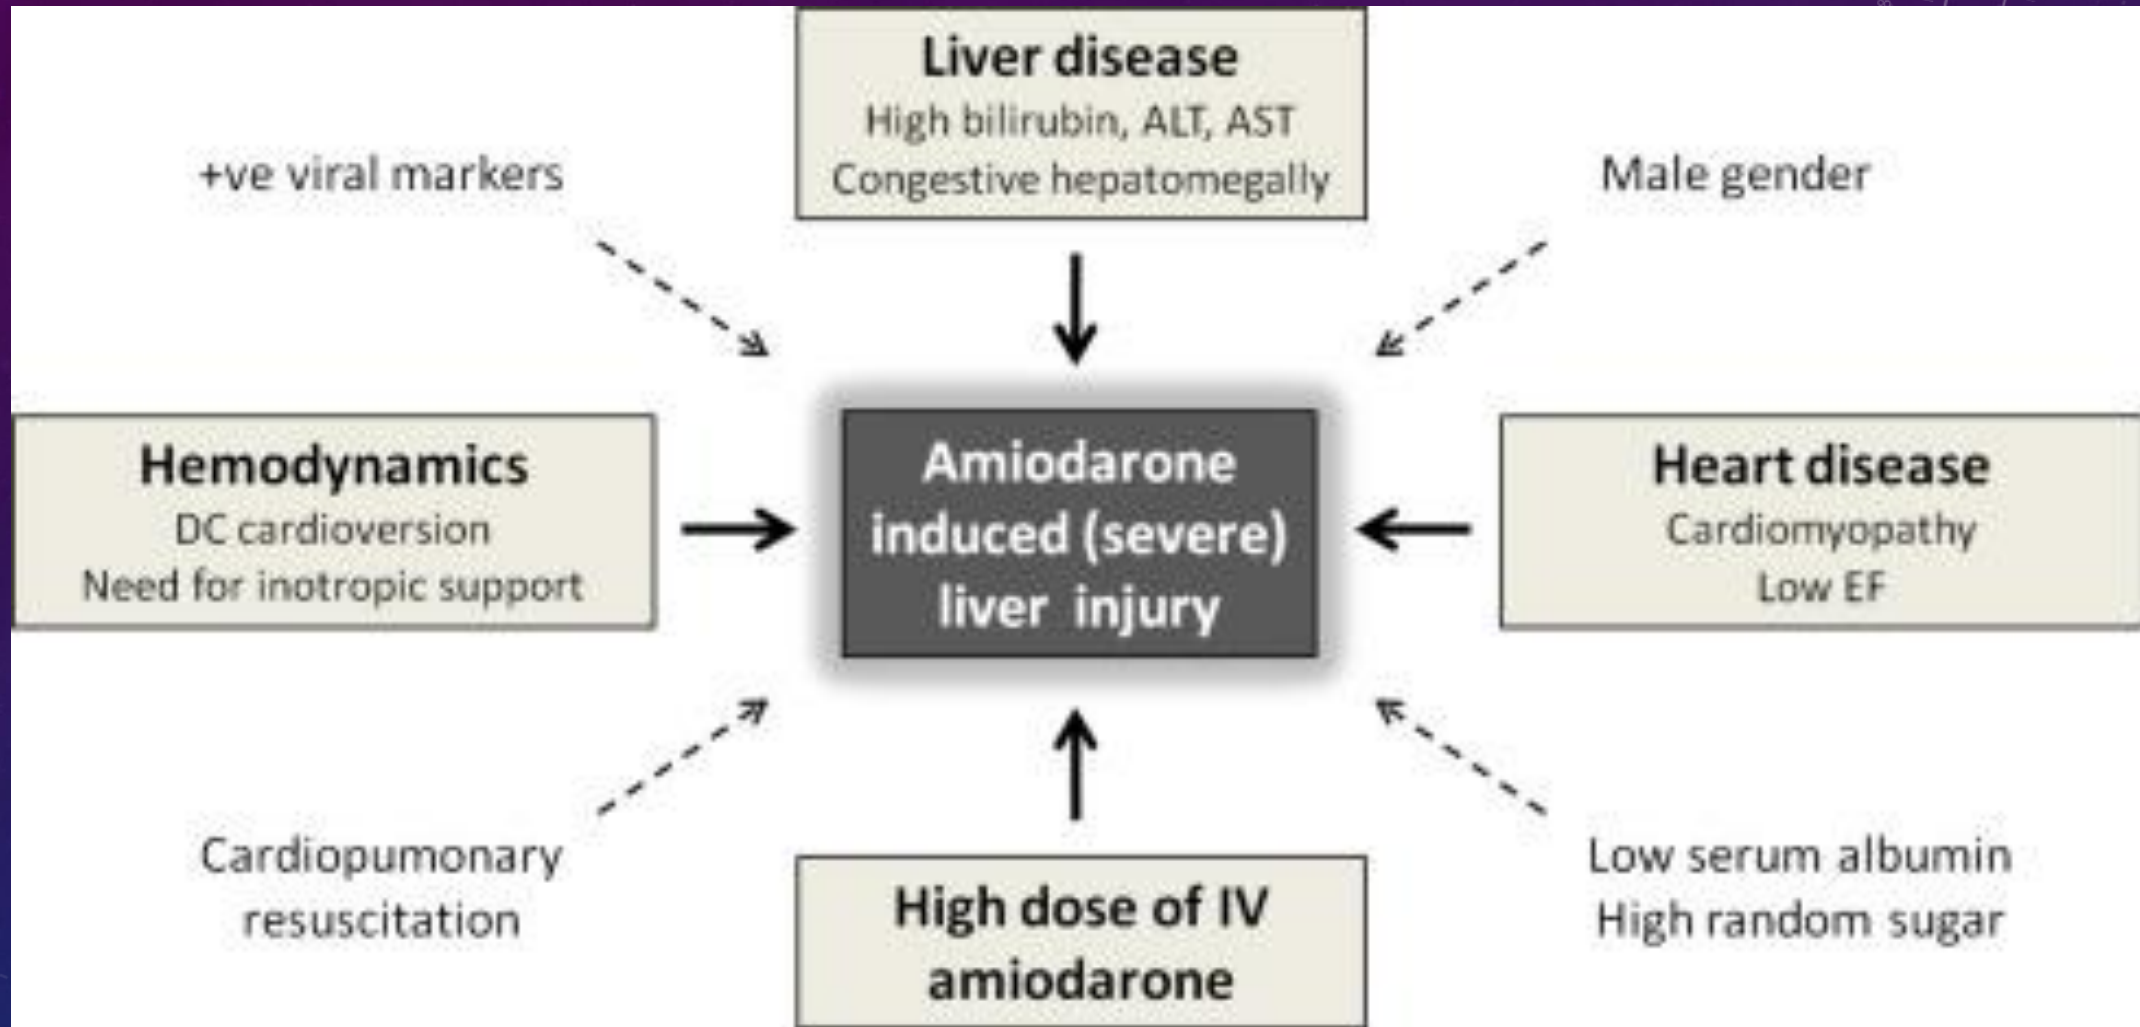 Liver disease
High bilirubin, ALT, AST
Congestive hepatomegally
+ve viral markers
Male gender
Hemodynamics
DC cardioversion
Need for inotropic support
Amiodarone
induced (severe)
liver injury
Heart disease
Cardiomyopathy
Low EF
Cardiopumonary
resuscitation
High dose of IV
amiodarone
Low serum albumin
High random sugar